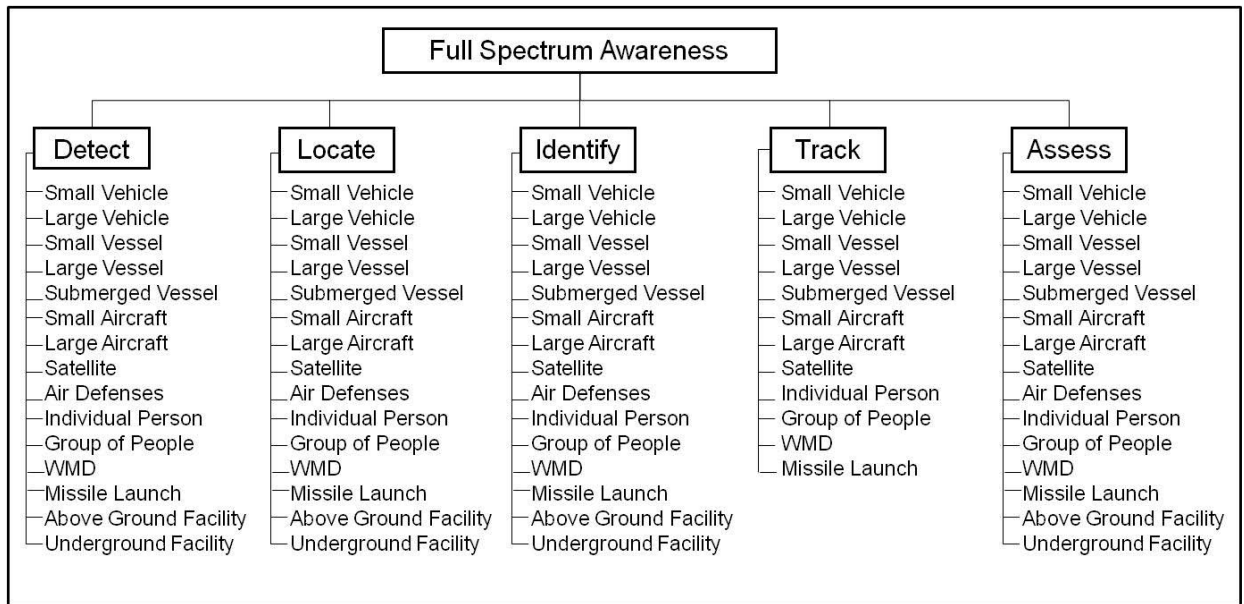 Full Spectrum Awareness
Detect
Small Vehicle
Large Vehicle
Small Vessel
Large Vessel
Submerged Vessel
Small Aircraft
Large Aircraft
Satellite
Air Defenses
Individual Person
Group of People
WMD
Missile Launch
Above Ground Facility
Underground Facility
Locate
Small Vehicle
Large Vehicle
Small Vessel
Large Vessel
Submerged Vessel
Small Aircraft
Large Aircraft
Satellite
Air Defenses
Individual Person
Group of People
WMD
Missile Launch
Above Ground Facility
Underground Facility
Identify
Small Vehicle
Large Vehicle
Small Vessel
Large Vessel
Submerged Vessel
Small Aircraft
Large Aircraft
Satellite
Air Defenses
Individual Person
Group of People
WMD
Missile Launch
Above Ground Facility
Underground Facility
Track
Small Vehicle
Large Vehicle
Small Vessel
Large Vessel
Submerged Vessel
Small Aircraft
Large Aircraft
Satellite
Individual Person
Group of People
WMD
Missile Launch
Assess
Small Vehicle
Large Vehicle
Small Vessel
Large Vessel
Submerged Vessel
Small Aircraft
Large Aircraft
Satellite
Air Defenses
Individual Person
Group of People
WMD
Missile Launch
Above Ground Facility
Underground Facility